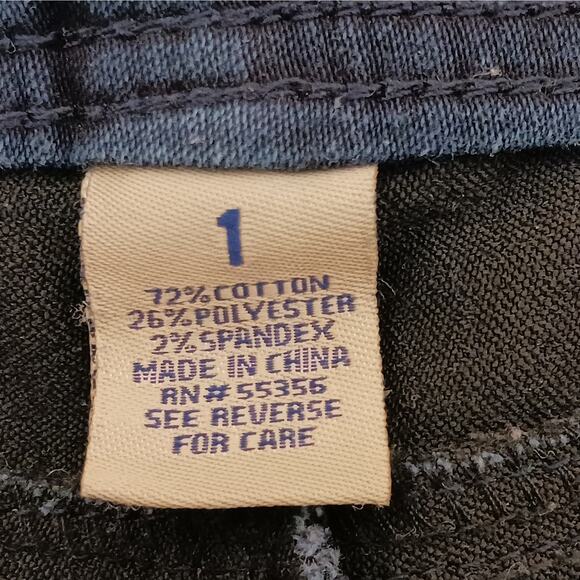 1
72% COTTON
26% POLYESTER
2% SPANDEX
MADE IN CHINA
RN# 55356
SEE REVERSE
FOR CARE